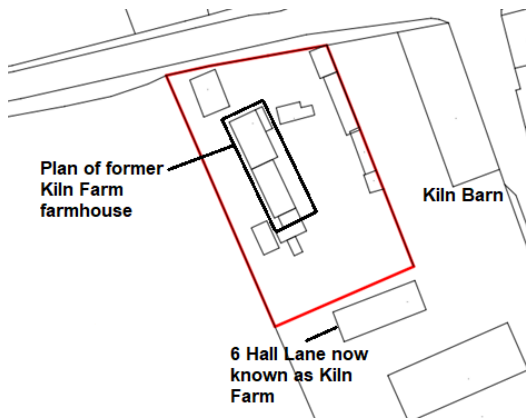 Plan of former
Kiln Farm
farmhouse
Kiln Barn
6 Hall Lane now
known as Kiln
Farm